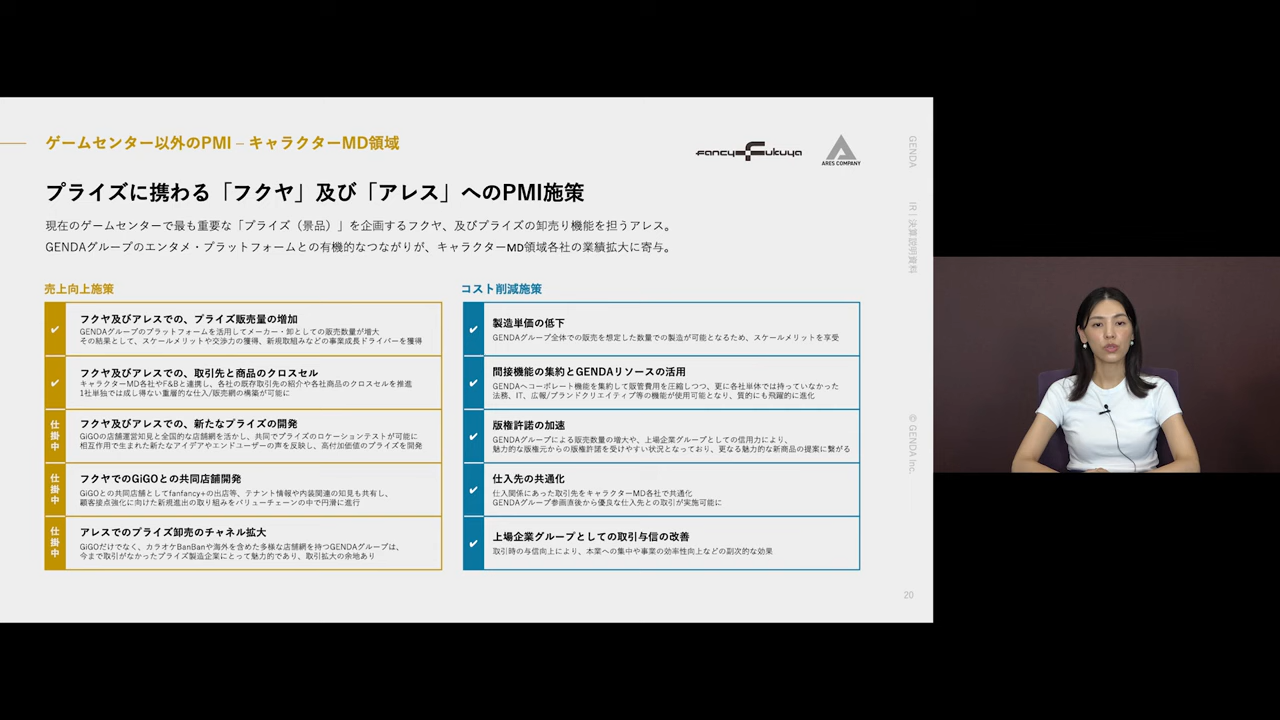 ゲームセンター以外のPMI – キャラクターMD領域
fancy Fukuya
ARES COMPANY
プライズに携わる「フクヤ」及び「アレス」へのPMI施策
現在のゲームセンターで最も重要な「プライズ（景品）」を企画するフクヤ、及びプライズの卸売り機能を担うアレス。
GENDAグループのエンタメ・プラットフォームとの有機的なつながりが、キャラクターMD領域各社の業績拡大に寄与。
売上向上施策
✔
フクヤ及びアレスでの、プライズ販売量の増加
GENDAグループのプラットフォームを活用してメーカー・卸としての販売数量が増大
その結果として、スケールメリットや交渉力の獲得、新規取組みなどの事業成長ドライバーを獲得
✔
フクヤ及びアレスでの、取引先と商品のクロスセル
キャラクターMD各社やF&Bと連携し、各社の既存取引先の紹介や各社商品のクロスセルを推進
1社単独では成し得ない重層的な仕入/販売網の構築が可能に
仕掛中
フクヤ及びアレスでの、新たなプライズの開発
GiGOの店舗運営知見と全国的な店舗網を活かし、共同でプライズのロケーションテストが可能に
相互作用で生まれた新たなアイデアやエンドユーザーの声を反映し、高付加価値のプライズを開発
仕掛中
フクヤでのGiGOとの共同店舗開発
GiGOとの共同店舗としてfanfancy+の出店等、テナント情報や内装関連の知見も共有し、
顧客接点強化に向けた新規進出の取り組みをバリューチェーンの中で円滑に進行
仕掛中
アレスでのプライズ卸売のチャネル拡大
GiGOだけでなく、カラオケBanBanや海外を含めた多様な店舗網を持つGENDAグループは、
今まで取引がなかったプライズ製造企業にとって魅力的であり、取引拡大の余地あり
コスト削減施策
✔
製造単価の低下
GENDAグループ全体での販売を想定した数量での製造が可能となるため、スケールメリットを享受
✔
間接機能の集約とGENDAリソースの活用
GENDAへコーポレート機能を集約して販管費用を圧縮しつつ、更に各社単体では持っていなかった
法務、IT、広報/ブランドクリエイティブ等の機能が使用可能となり、質的にも飛躍的に進化
✔
版権許諾の加速
GENDAグループによる販売数量の増大や、上場企業グループとしての信用力により、
魅力的な版権元からの版権許諾を受けやすい状況となっており、更なる魅力的な新商品の提案に繋がる
✔
仕入先の共通化
仕入関係にあった取引先をキャラクターMD各社で共通化
GENDAグループ参画直後から優良な仕入先との取引が実施可能に
✔
上場企業グループとしての取引与信の改善
取引時の与信向上により、本業への集中や事業の効率性向上などの副次的な効果
GENDA
IR | 決算説明資料
© GENDA Inc.
20